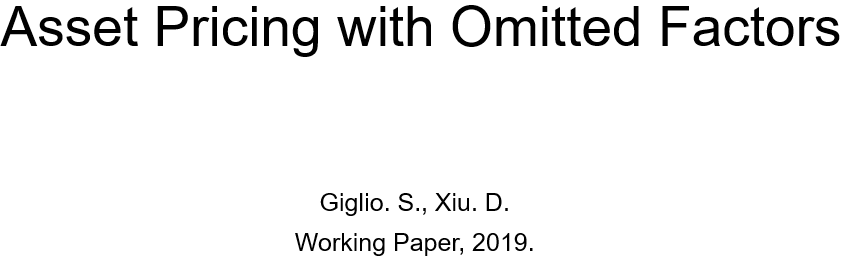 Asset Pricing with Omitted Factors
Giglio. S., Xiu. D.
Working Paper, 2019.